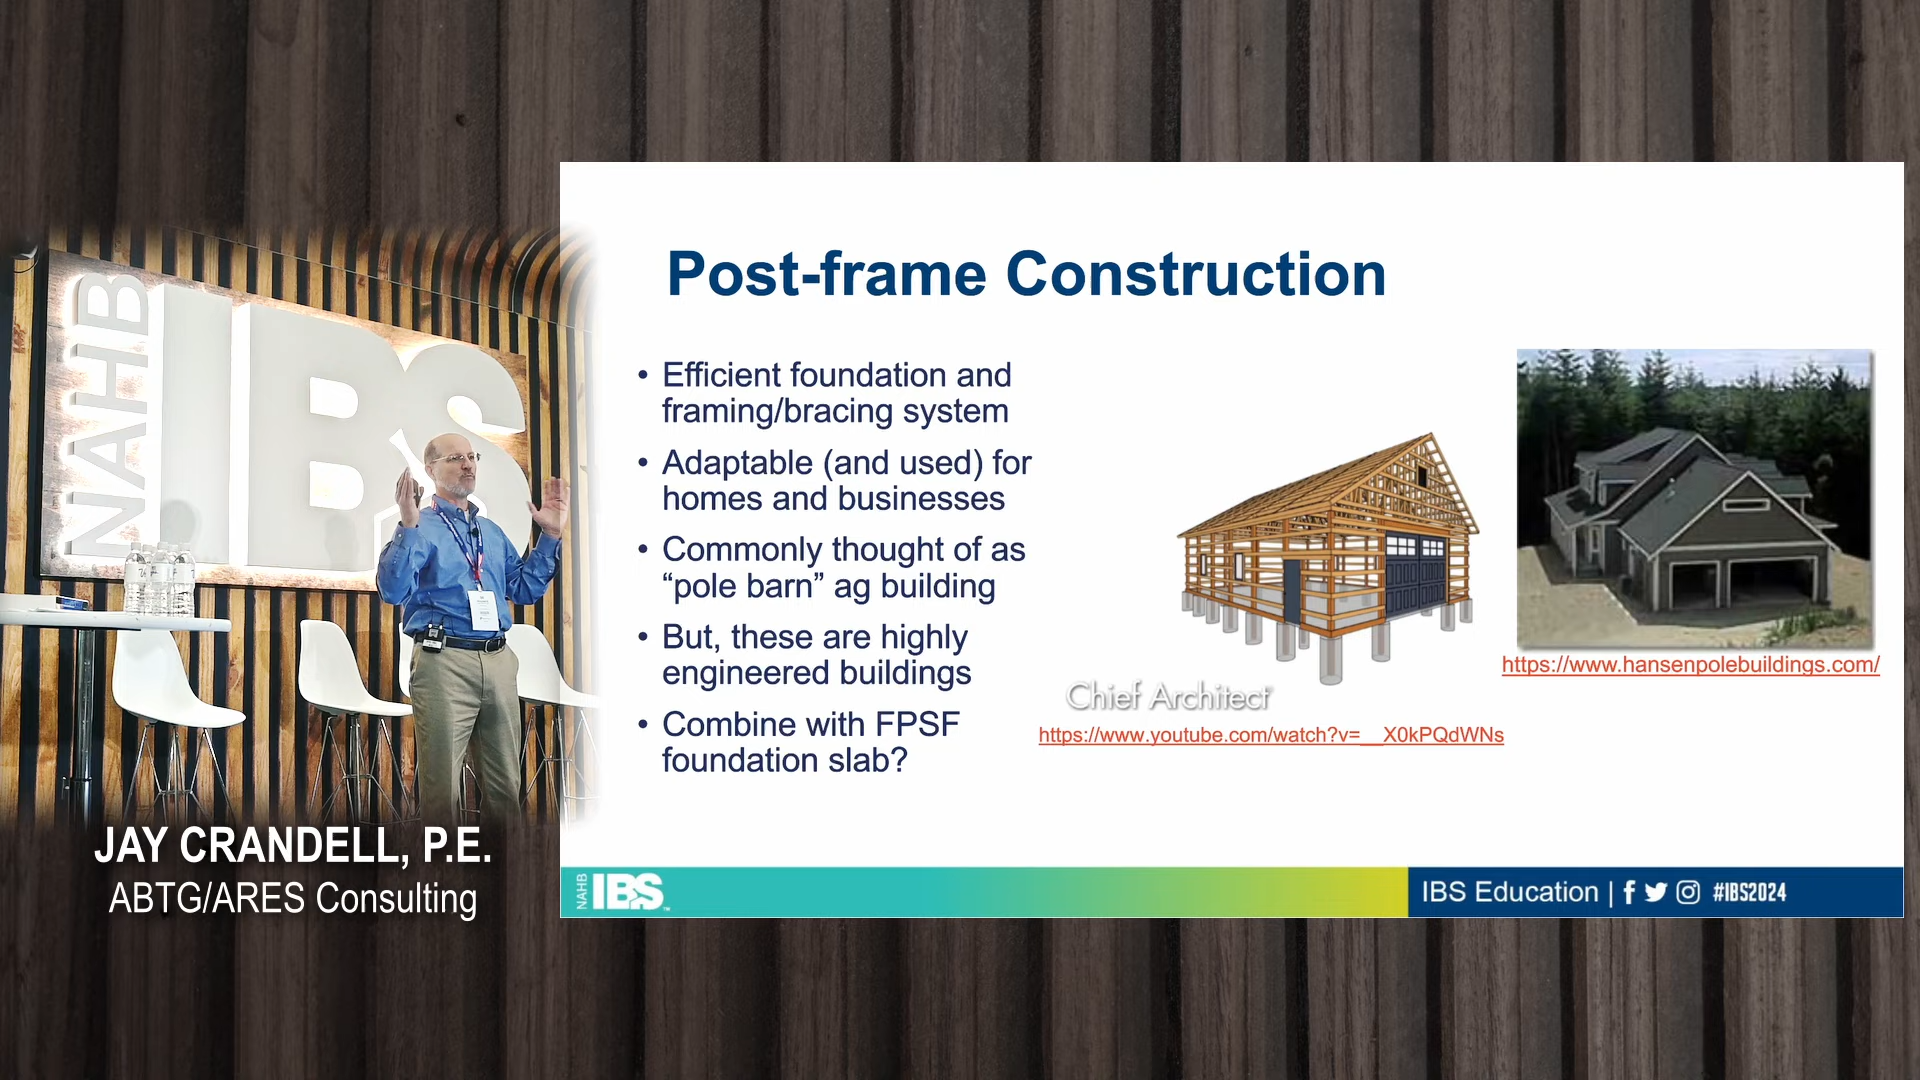 NAHB
IBS
JAY CRANDELL, P.E.
ABTG/ARES Consulting
Post-frame Construction
• Efficient foundation and
framing/bracing system
• Adaptable (and used) for
homes and businesses
• Commonly thought of as
“pole barn” ag building
• But, these are highly
engineered buildings
• Combine with FPSF
foundation slab?
Chief Architect
https://www.youtube.com/watch?v=__X0kPQdWNs
https://www.hansenpolebuildings.com/
NAHB IBS™
IBS Education | #IBS2024